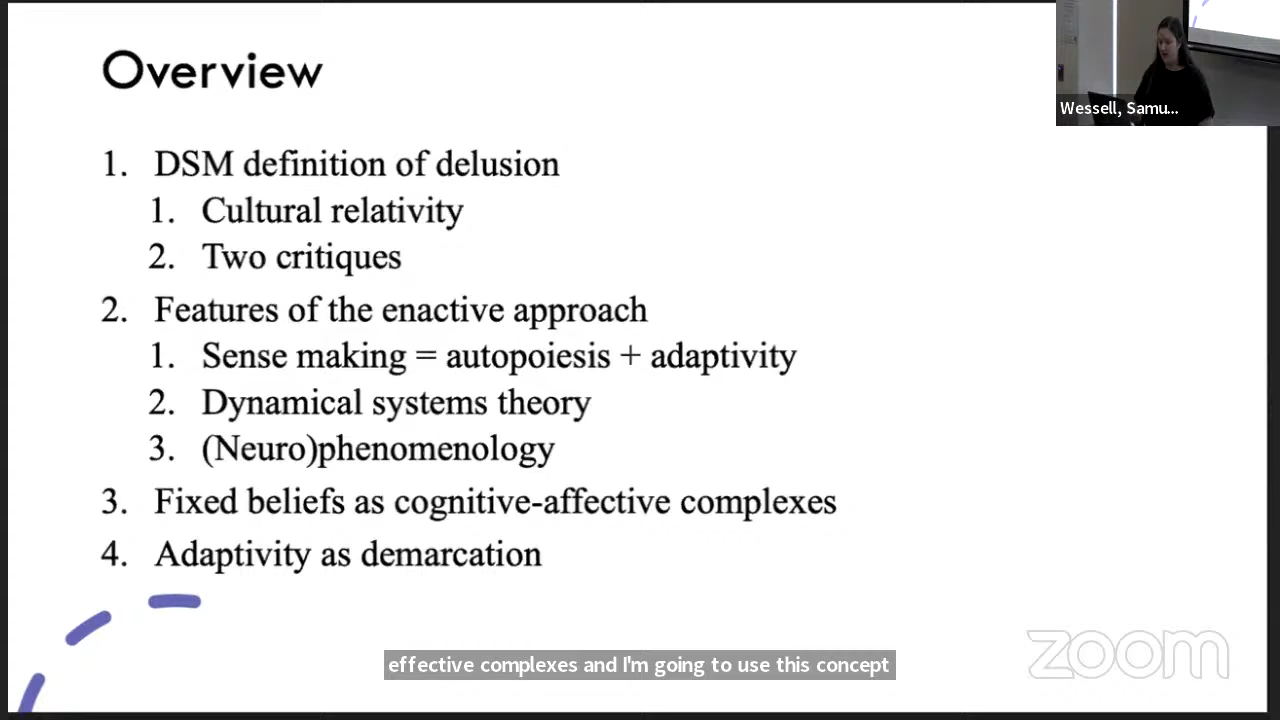 Overview
Wessell, Samu...
1. DSM definition of delusion
1. Cultural relativity
2. Two critiques
2. Features of the enactive approach
1. Sense making = autopoiesis + adaptivity
2. Dynamical systems theory
3. (Neuro)phenomenology
3. Fixed beliefs as cognitive-affective complexes
4. Adaptivity as demarcation
zoom
effective complexes and I'm going to use this concept